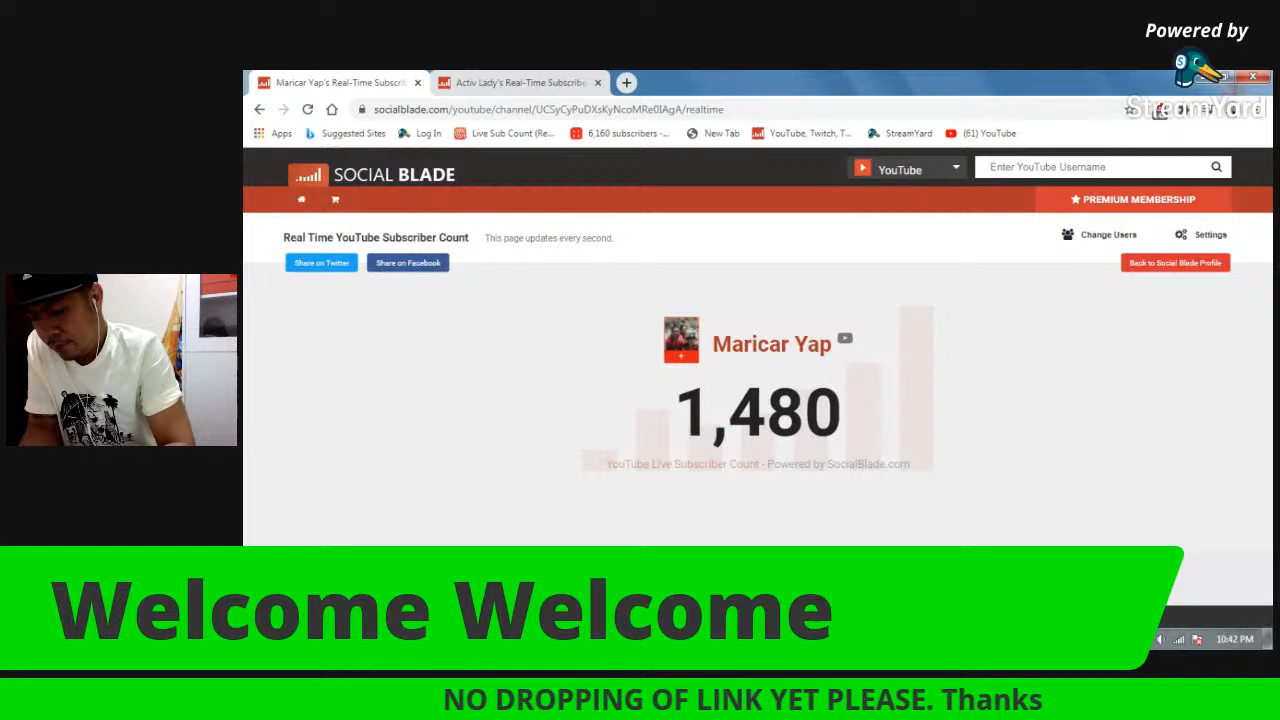 Powered by
StreamYard
Maricar Yap's Real-Time Subscri
Activ Lady's Real-Time Subscribe
socialblade.com/youtube/channel/UCSyCyPuDXsKyNcoMRe0IAgA/realtime
Apps Suggested Sites Log In Live Sub Count (Re... 6,160 subscribers -... New Tab YouTube, Twitch, T... StreamYard (61) YouTube
SOCIAL BLADE
YouTube
Enter YouTube Username
PREMIUM MEMBERSHIP
Real Time YouTube Subscriber Count This page updates every second.
Change Users Settings
Share on Twitter Share on Facebook
Back to Social Blade Profile
Maricar Yap
1,480
YouTube Live Subscriber Count - Powered by SocialBlade.com
Welcome Welcome
10:42 PM
NO DROPPING OF LINK YET PLEASE. Thanks